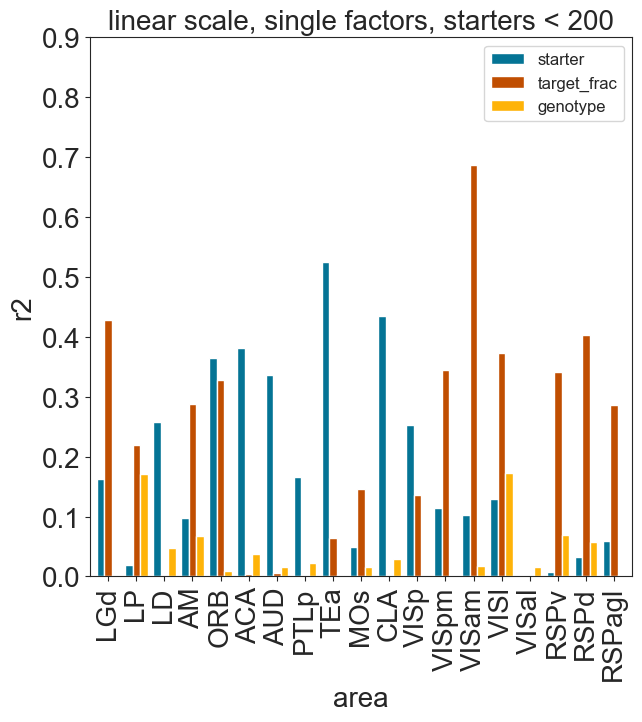 linear scale, single factors, starters < 200
starter
target_frac
genotype
0.9
0.8
0.7
0.6
0.5
0.4
0.3
0.2
0.1
0.0
r2
LGd
LP
LD
AM
ORB
ACA
AUD
PTLp
TEa
MOs
CLA
VISp
VISpm
VISam
VISl
VISal
RSPv
RSPd
RSPagl
area